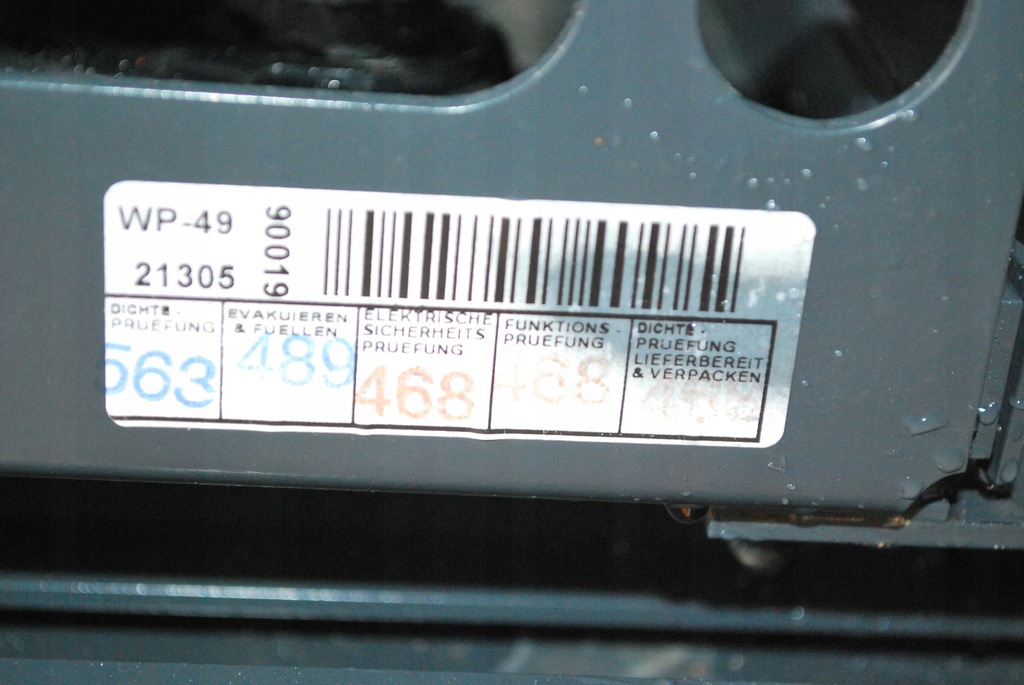 WP-49
21305
90019
DICHTE-
PRUEFUNG
563
EVAKUIEREN
& FUELLEN
489
ELEKTRISCHE
SICHERHEITS
PRUEFUNG
468
FUNKTIONS-
PRUEFUNG
468
DICHTE-
PRUEFUNG
LIEFERBEREIT
& VERPACKEN